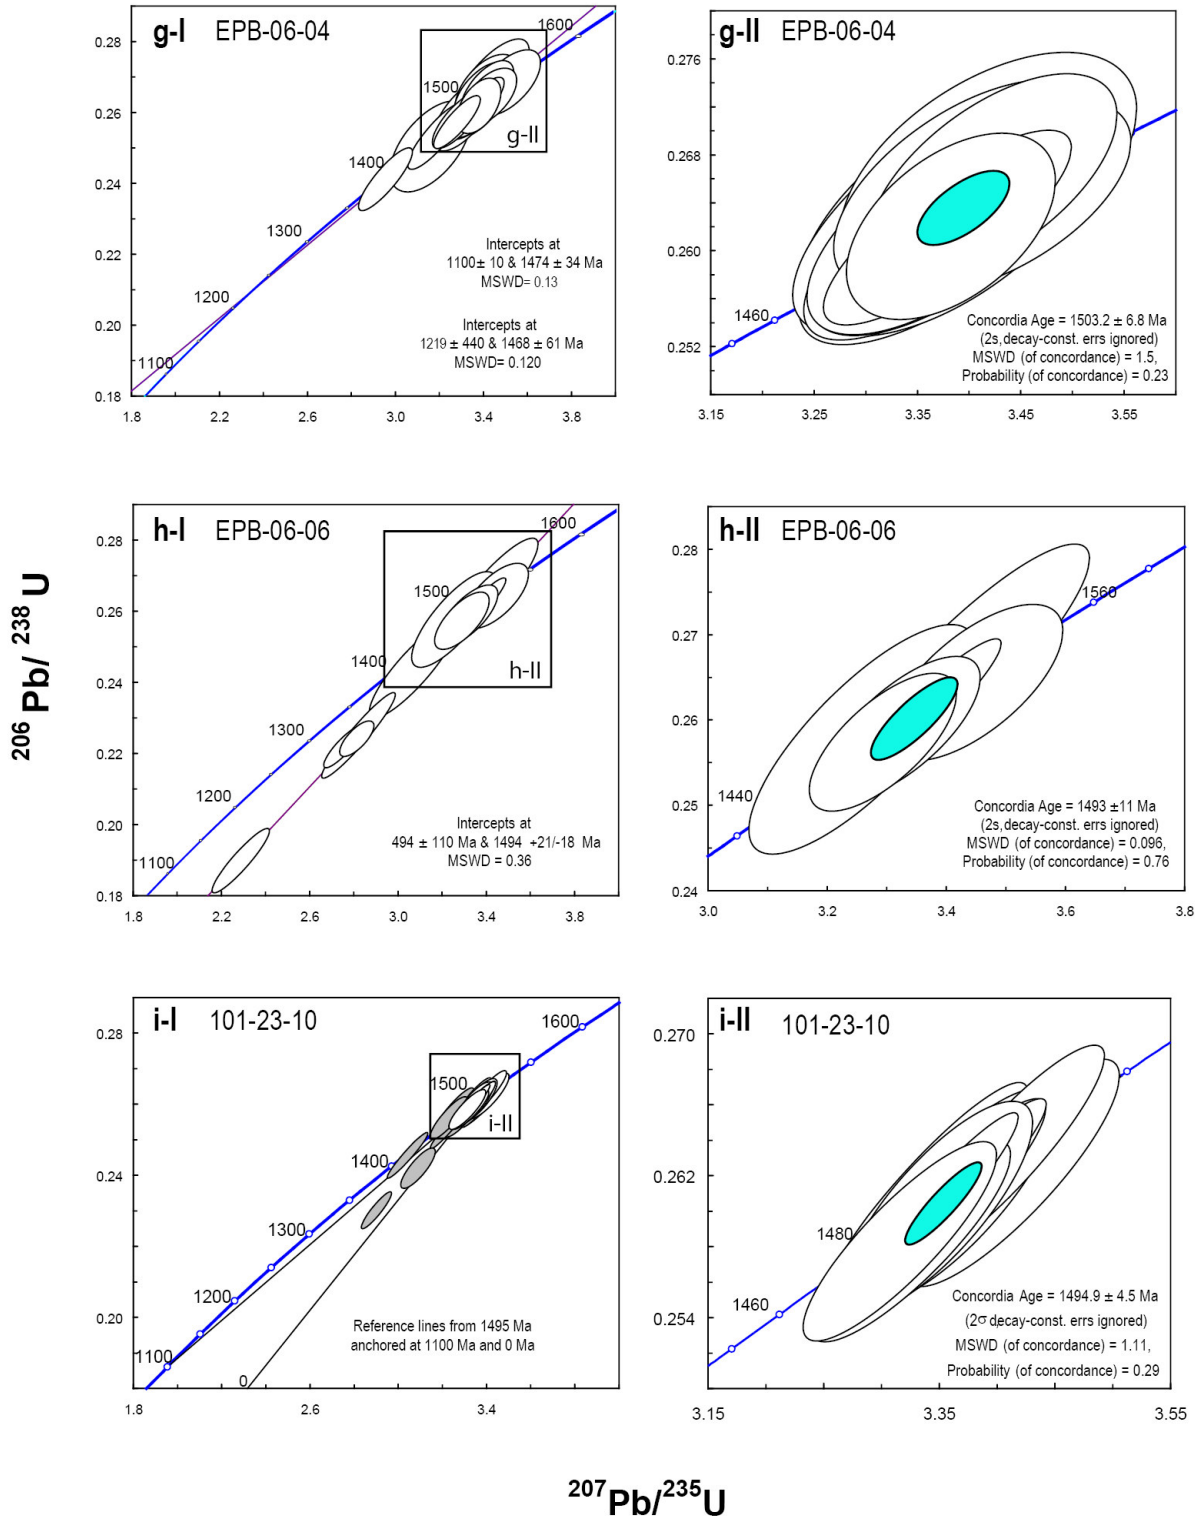 g-I EPB-06-04
0.28
0.26
0.24
0.22
0.20
0.18
1.8
2.2
2.6
3.0
3.4
3.8
1100
1200
1300
1400
1500
1600
g-II
Intercepts at
1100± 10 & 1474 ± 34 Ma
MSWD= 0.13
Intercepts at
1219 ± 440 & 1468 ± 61 Ma
MSWD= 0.120
g-II EPB-06-04
0.276
0.268
0.260
0.252
3.15
3.25
3.35
3.45
3.55
1460
Concordia Age = 1503.2 ± 6.8 Ma
(2s,decay-const. errs ignored)
MSWD (of concordance) = 1.5,
Probability (of concordance) = 0.23
h-I EPB-06-06
0.28
0.26
0.24
0.22
0.20
0.18
1.8
2.2
2.6
3.0
3.4
3.8
1100
1200
1300
1400
1500
1600
h-II
Intercepts at
494 ± 110 Ma & 1494 +21/-18 Ma
MSWD = 0.36
h-II EPB-06-06
0.28
0.27
0.26
0.25
0.24
3.0
3.2
3.4
3.6
3.8
1440
1560
Concordia Age = 1493 ±11 Ma
(2s,decay-const. errs ignored)
MSWD (of concordance) = 0.096,
Probability (of concordance) = 0.76
i-I 101-23-10
0.28
0.24
0.20
1.8
2.6
3.4
0
1100
1200
1300
1400
1500
1600
i-II
Reference lines from 1495 Ma
anchored at 1100 Ma and 0 Ma
i-II 101-23-10
0.270
0.262
0.254
3.15
3.35
3.55
1460
1480
Concordia Age = 1494.9 ± 4.5 Ma
(2σ decay-const. errs ignored)
MSWD (of concordance) = 1.11,
Probability (of concordance) = 0.29
206Pb/ 238U
207Pb/235U